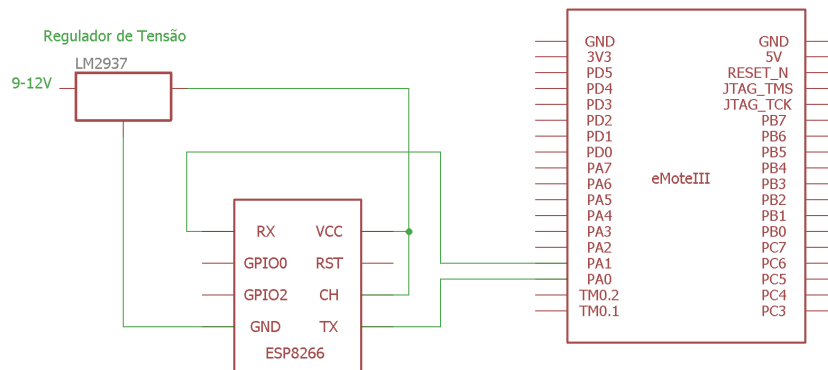 Regulador de Tensão
LM2937
9-12V
RX
VCC
GPIO0
RST
GPIO2
CH
GND
TX
ESP8266
GND
3V3
PD5
PD4
PD3
PD2
PD1
PD0
PA7
PA6
PA5
PA4
PA3
PA2
PA1
PA0
TM0.2
TM0.1
eMoteIII
GND
5V
RESET_N
JTAG_TMS
JTAG_TCK
PB7
PB6
PB5
PB4
PB3
PB2
PB1
PB0
PC7
PC6
PC5
PC4
PC3